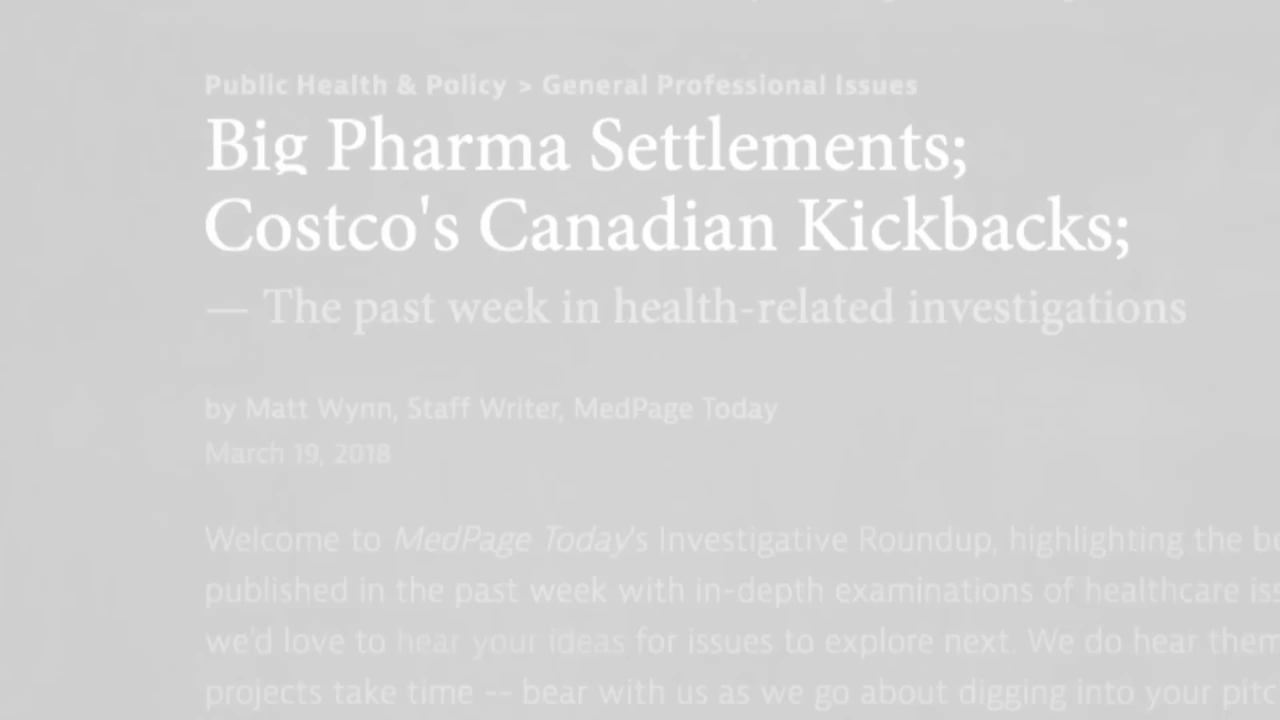 Public Health & Policy > General Professional Issues
Big Pharma Settlements;
Costco's Canadian Kickbacks;
— The past week in health-related investigations
by Matt Wynn, Staff Writer, MedPage Today
March 19, 2018
Welcome to MedPage Today's Investigative Roundup, highlighting the
published in the past week with in-depth examinations of healthcare
we'd love to hear your ideas for issues to explore next. We do hear them
projects take time -- bear with us as we go about digging into your